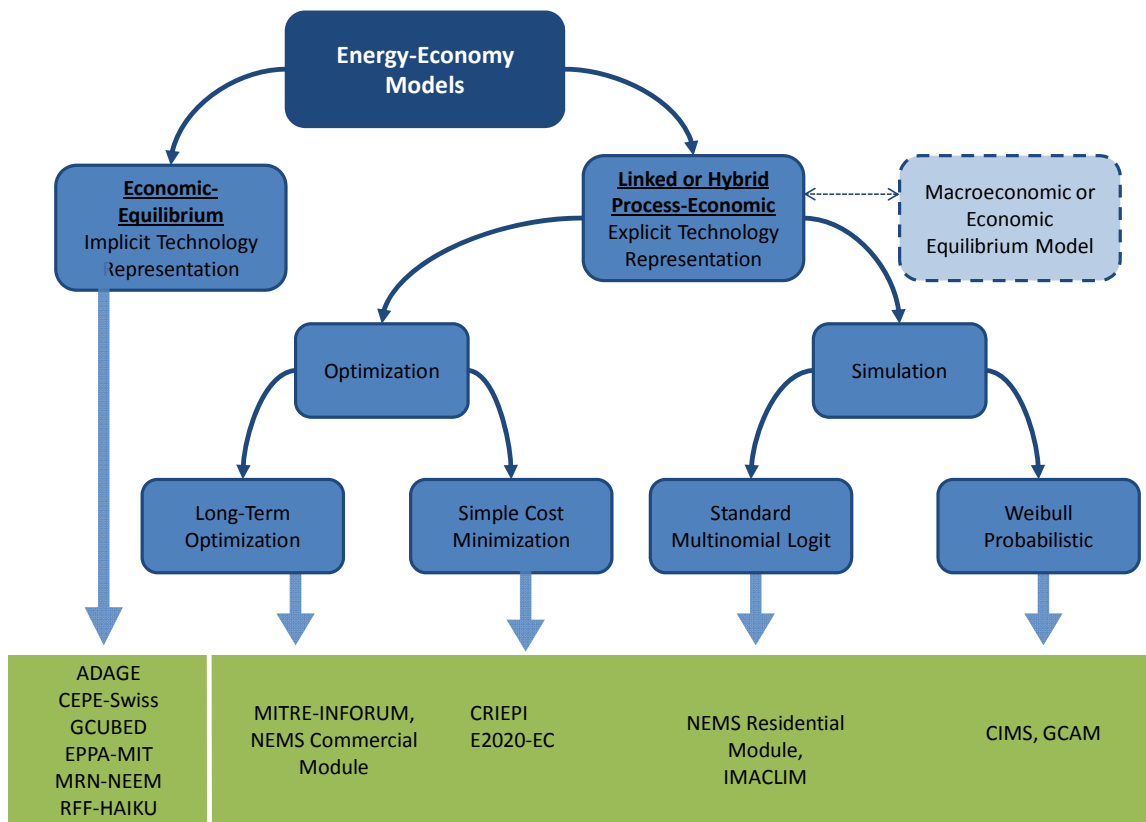 Energy-Economy
Models
Economic-
Equilibrium
Implicit Technology
Representation
Linked or Hybrid
Process-Economic
Explicit Technology
Representation
Macroeconomic or
Economic
Equilibrium Model
Optimization
Simulation
Long-Term
Optimization
Simple Cost
Minimization
Standard
Multinomial Logit
Weibull
Probabilistic
ADAGE
CEPE-Swiss
GCUBED
EPPA-MIT
MRN-NEEM
RFF-HAIKU
MITRE-INFORUM,
NEMS Commercial
Module
CRIEPI
E2020-EC
NEMS Residential
Module,
IMACLIM
CIMS, GCAM